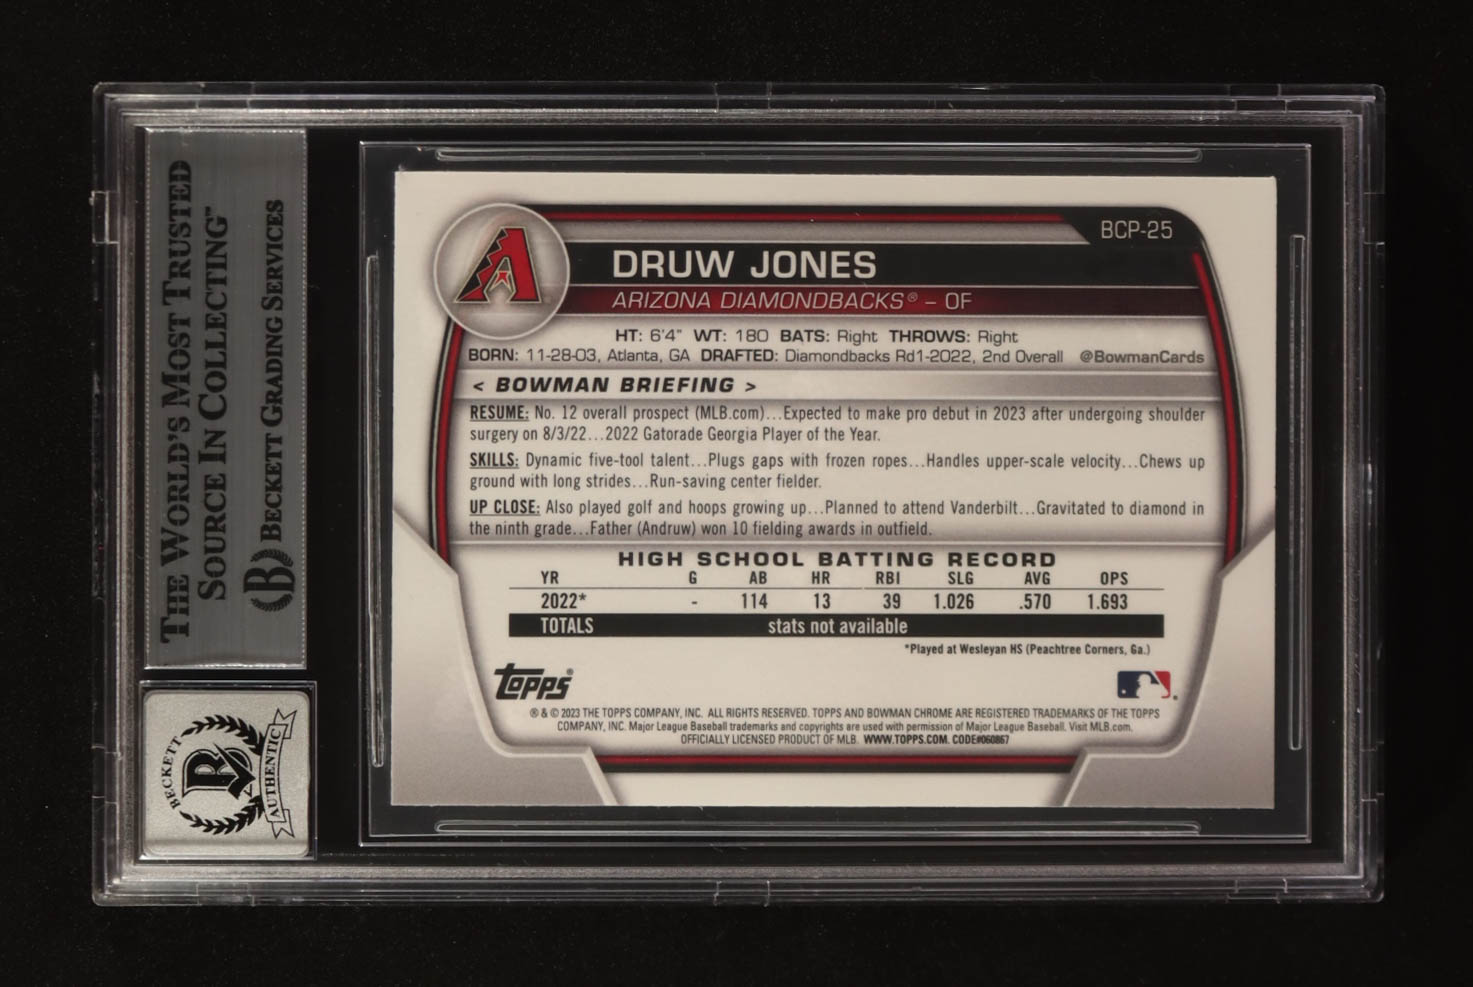 THE WORLD'S MOST TRUSTED
SOURCE IN COLLECTING™
BECKETT GRADING SERVICES
BECKETT
AUTHENTIC
BCP-25
DRUW JONES
ARIZONA DIAMONDBACKS® – OF
HT: 6'4" WT: 180 BATS: Right THROWS: Right
BORN: 11-28-03, Atlanta, GA DRAFTED: Diamondbacks Rd1-2022, 2nd Overall @BowmanCards
< BOWMAN BRIEFING >
RESUME: No. 12 overall prospect (MLB.com)...Expected to make pro debut in 2023 after undergoing shoulder
surgery on 8/3/22...2022 Gatorade Georgia Player of the Year.
SKILLS: Dynamic five-tool talent...Plugs gaps with frozen ropes...Handles upper-scale velocity...Chews up
ground with long strides...Run-saving center fielder.
UP CLOSE: Also played golf and hoops growing up...Planned to attend Vanderbilt...Gravitated to diamond in
the ninth grade...Father (Andruw) won 10 fielding awards in outfield.
HIGH SCHOOL BATTING RECORD
YR G AB HR RBI SLG AVG OPS
2022* - 114 13 39 1.026 .570 1.693
TOTALS stats not available
*Played at Wesleyan HS (Peachtree Corners, Ga.)
Topps®
® & © 2023 THE TOPPS COMPANY, INC. ALL RIGHTS RESERVED. TOPPS AND BOWMAN CHROME ARE REGISTERED TRADEMARKS OF THE TOPPS
COMPANY, INC. Major League Baseball trademarks and copyrights are used with permission of Major League Baseball. Visit MLB.com.
OFFICIALLY LICENSED PRODUCT OF MLB. WWW.TOPPS.COM. CODE#060867